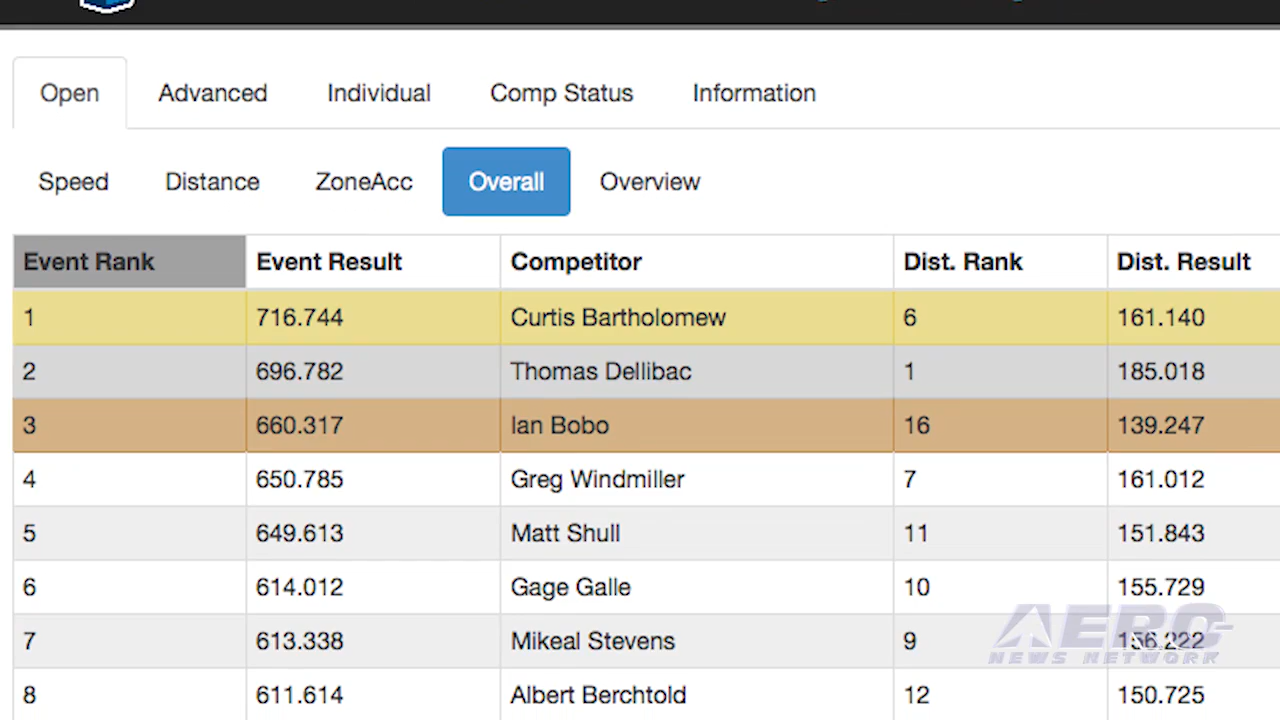 Open Advanced Individual Comp Status Information
Speed Distance ZoneAcc Overall Overview
Event Rank Event Result Competitor Dist. Rank Dist. Result
1 716.744 Curtis Bartholomew 6 161.140
2 696.782 Thomas Dellibac 1 185.018
3 660.317 Ian Bobo 16 139.247
4 650.785 Greg Windmiller 7 161.012
5 649.613 Matt Shull 11 151.843
6 614.012 Gage Galle 10 155.729
7 613.338 Mikeal Stevens 9 156.222
8 611.614 Albert Berchtold 12 150.725
AERO
NEWS NETWORK